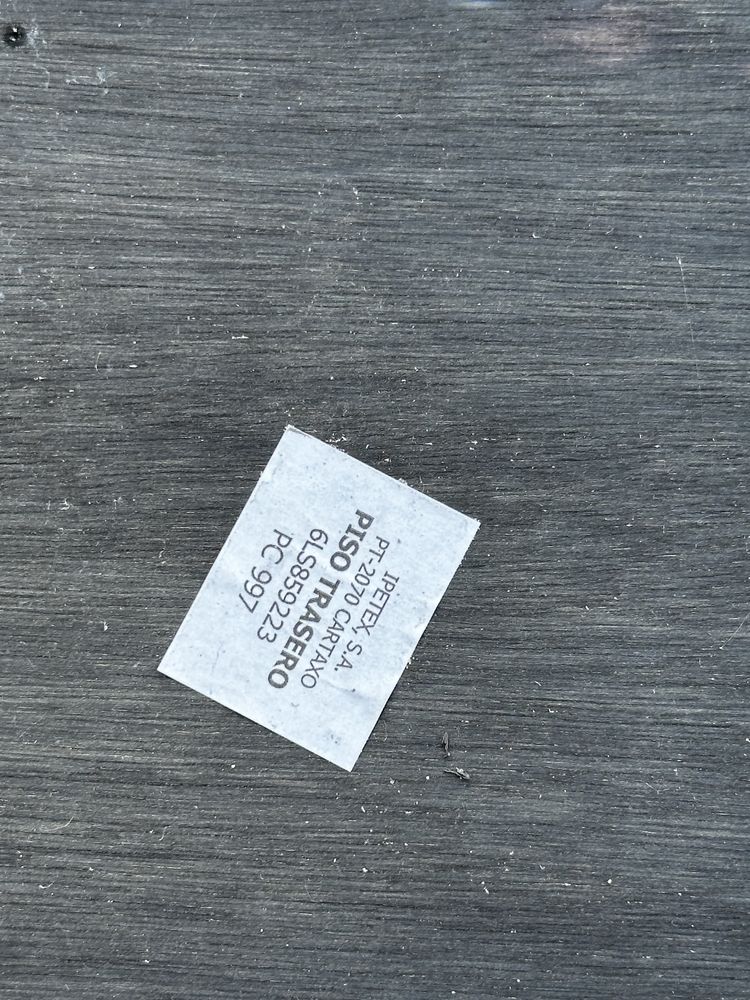 IPETEX, S.A.
PT-2070 CARTAXO
PISO TRASERO
6LS859223
PC-997